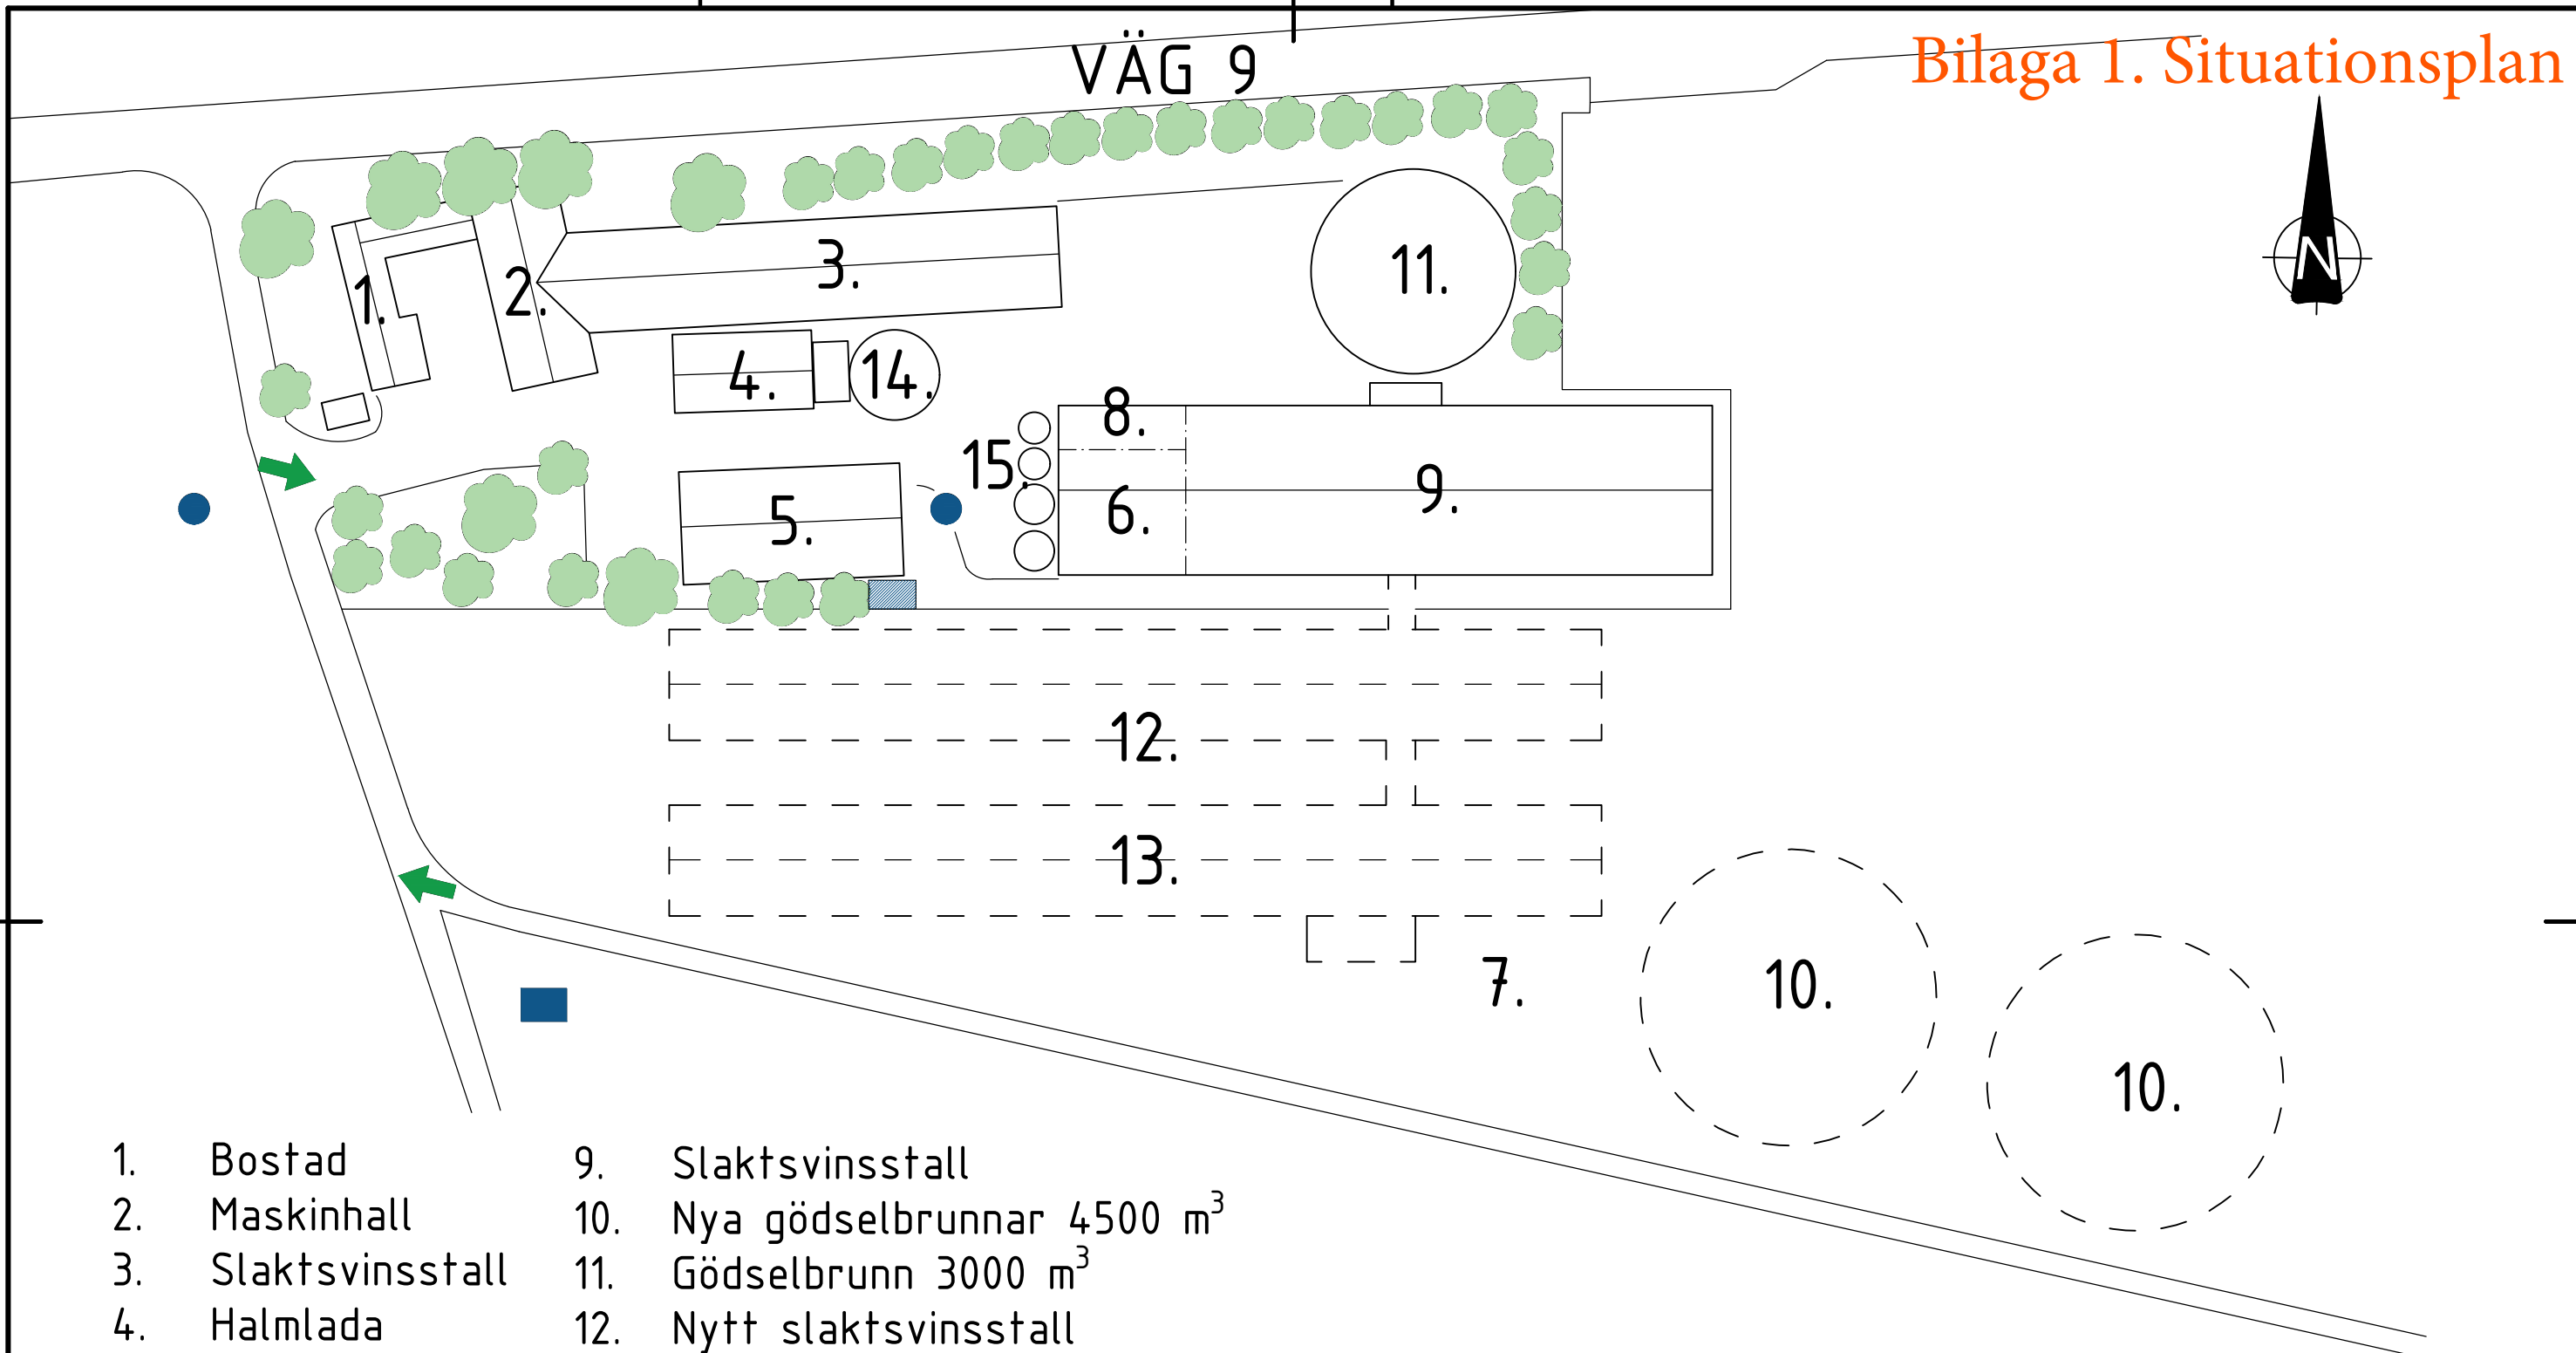 Bilaga 1. Situationsplan
VÄG 9
N
1.
2.
3.
11.
4.
14.
8.
15.
5.
6.
9.
12.
13.
7.
10.
10.
1. Bostad
2. Maskinhall
3. Slaktsvinsstall
4. Halmlada
9. Slaktsvinsstall
10. Nya gödselbrunnar 4500 m³
11. Gödselbrunn 3000 m³
12. Nytt slaktsvinsstall